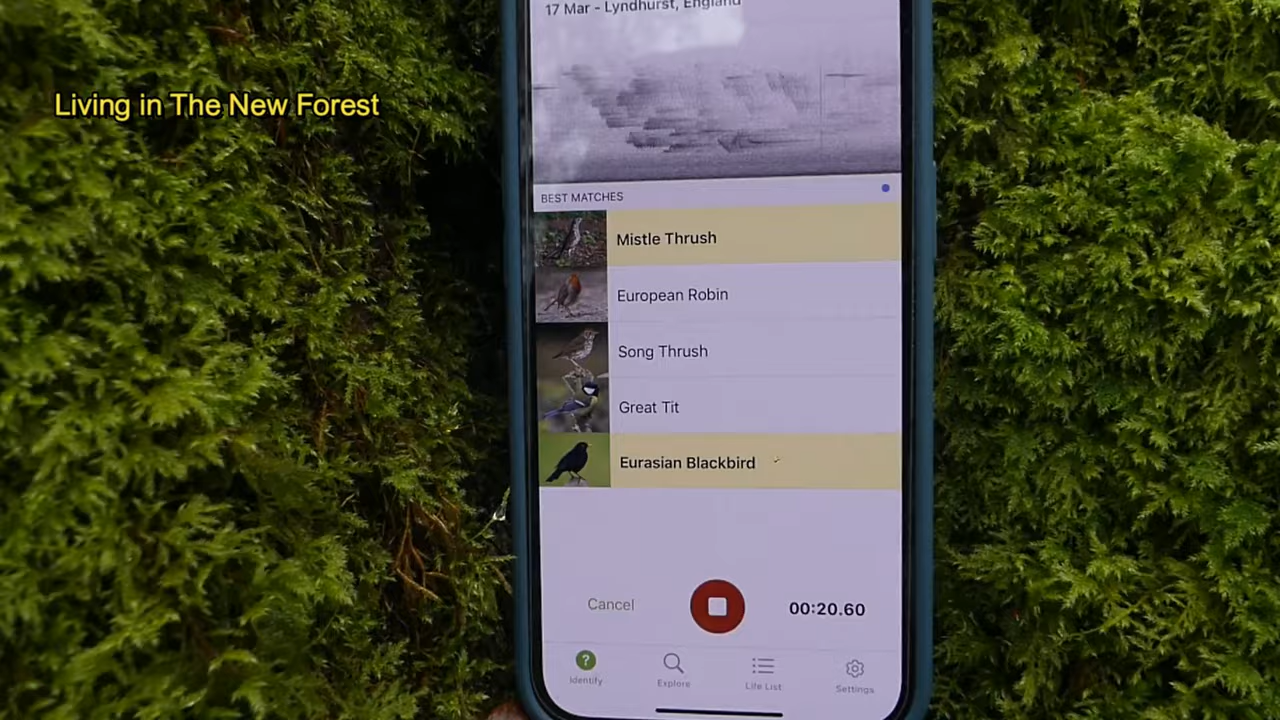 17 Mar - Lyndhurst, England
Living in The New Forest
BEST MATCHES
Mistle Thrush
European Robin
Song Thrush
Great Tit
Eurasian Blackbird
Cancel
00:20.60
?
Identify
Explore
Life List
Settings